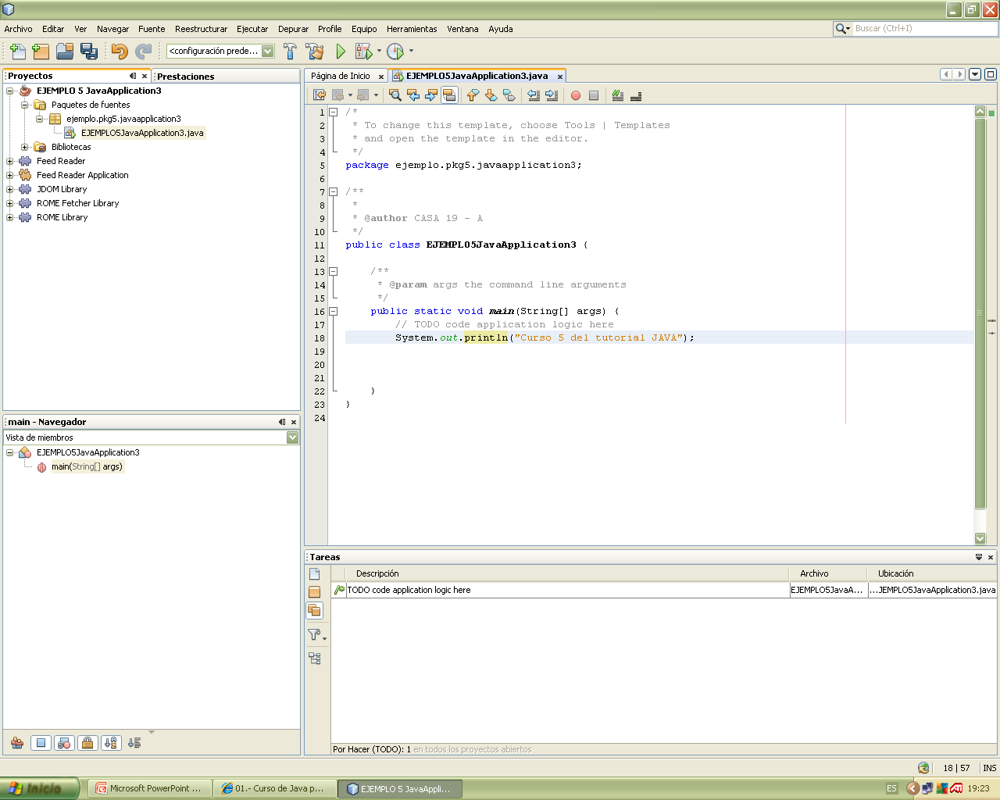 Archivo Editar Ver Navegar Fuente Reestructurar Ejecutar Depurar Profile Equipo Herramientas Ventana Ayuda
Buscar (Ctrl+I)
<configuración prede...
Proyectos
Prestaciones
EJEMPLO 5 JavaApplication3
Paquetes de fuentes
ejemplo.pkg5.javaapplication3
EJEMPLO5JavaApplication3.java
Bibliotecas
Feed Reader
Feed Reader Application
JDOM Library
ROME Fetcher Library
ROME Library
main - Navegador
Vista de miembros
EJEMPLO5JavaApplication3
main(String[] args)
Página de Inicio
EJEMPLO5JavaApplication3.java
1 /*
2 * To change this template, choose Tools | Templates
3 * and open the template in the editor.
4 */
5 package ejemplo.pkg5.javaapplication3;
6
7 /**
8 *
9 * @author CASA 19 - A
10 */
11 public class EJEMPLO5JavaApplication3 {
12
13 /**
14 * @param args the command line arguments
15 */
16 public static void main(String[] args) {
17 // TODO code application logic here
18 System.out.println("Curso 5 del tutorial JAVA");
19
20
21
22 }
23 }
24
Tareas
Descripción Archivo Ubicación
TODO code application logic here EJEMPLO5JavaA... ...JEMPLO5JavaApplication3.java
Por Hacer (TODO): 1 en todos los proyectos abiertos
18 | 57 INS
Inicio
Microsoft PowerPoint ...
01.- Curso de Java p...
EJEMPLO 5 JavaAppli...
ES
19:23